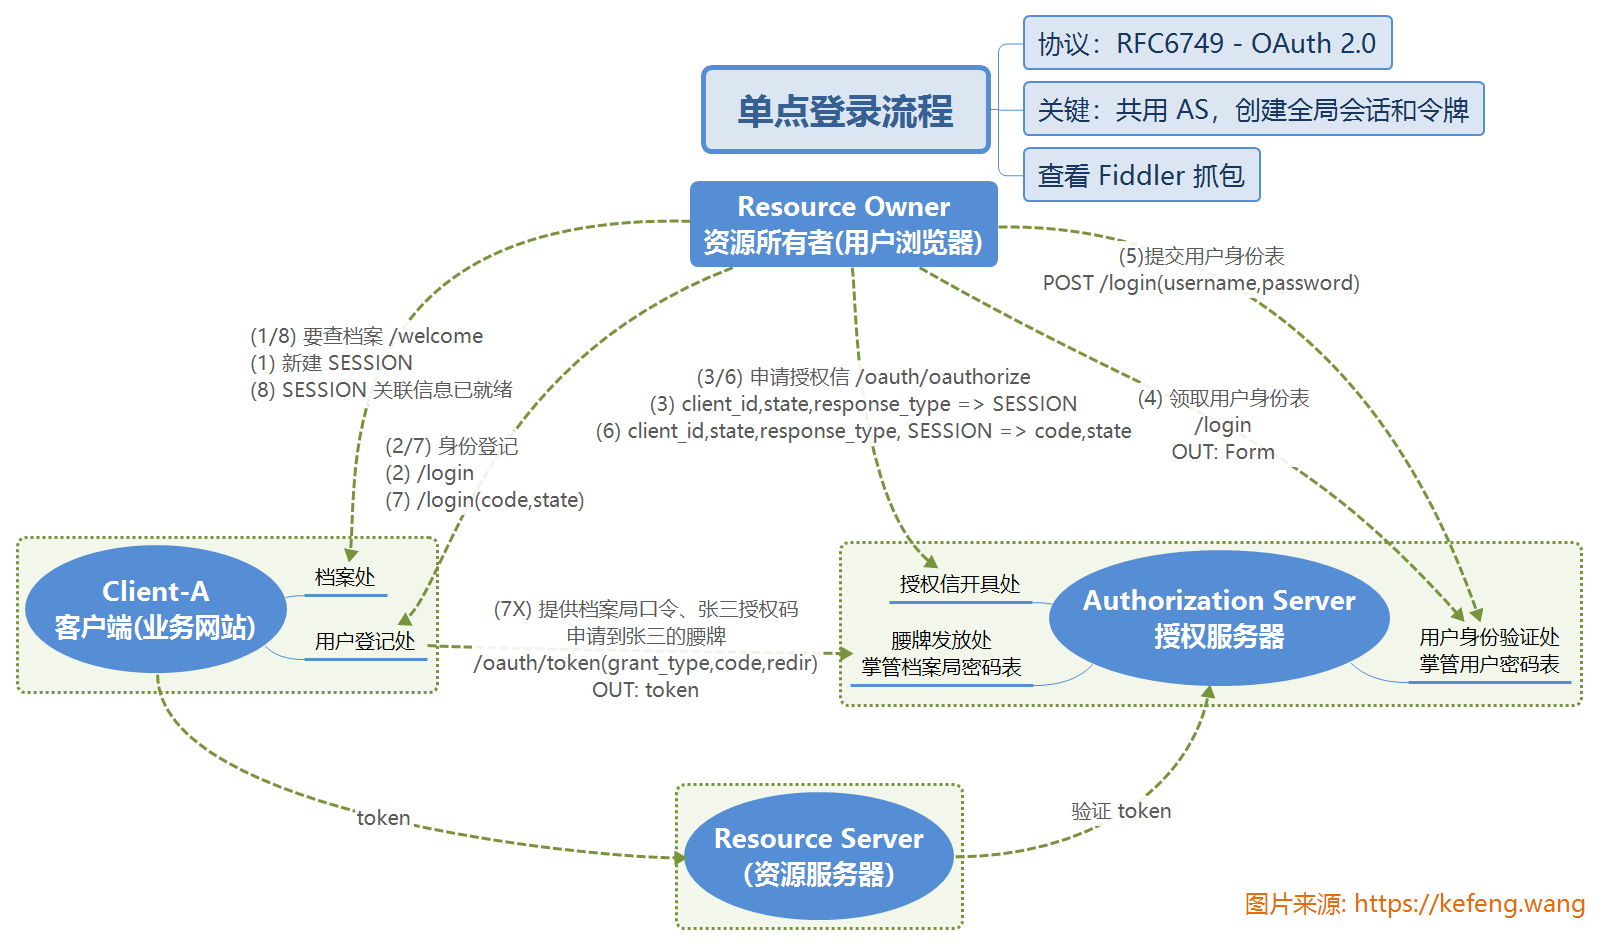 协议：RFC6749 - OAuth 2.0
单点登录流程
关键：共用 AS，创建全局会话和令牌
查看 Fiddler 抓包
Resource Owner
资源所有者(用户浏览器)
(5)提交用户身份表
POST /login(username,password)
(1/8) 要查档案 /welcome
(1) 新建 SESSION
(8) SESSION 关联信息已就绪
(3/6) 申请授权信 /oauth/oauthorize
(3) client_id,state,response_type => SESSION
(6) client_id,state,response_type, SESSION => code,state
(4) 领取用户身份表
/login
OUT: Form
(2/7) 身份登记
(2) /login
(7) /login(code,state)
Client-A
客户端(业务网站)
档案处
用户登记处
(7X) 提供档案局口令、张三授权码
申请到张三的腰牌
/oauth/token(grant_type,code,redir)
OUT: token
授权信开具处
腰牌发放处
掌管档案局密码表
Authorization Server
授权服务器
用户身份验证处
掌管用户密码表
token
Resource Server
（资源服务器）
验证 token
图片来源: https://kefeng.wang